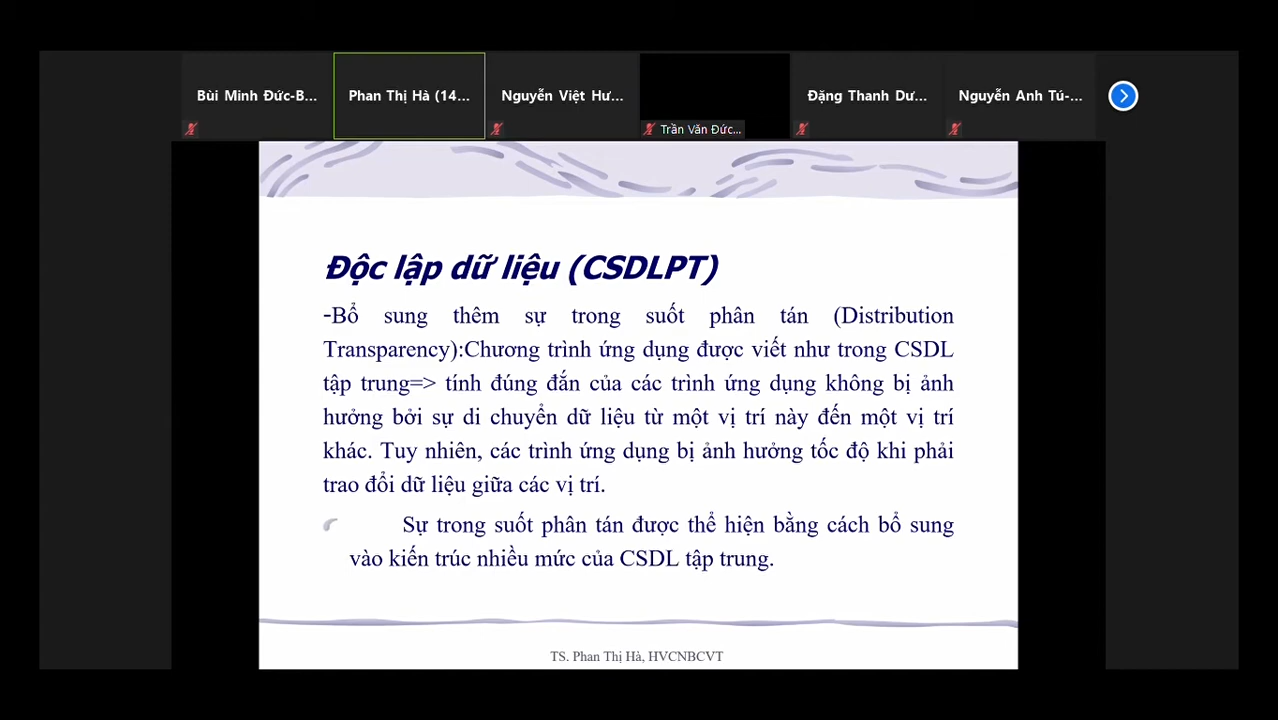 Bùi Minh Đức-B...
Phan Thị Hà (14...
Nguyễn Việt Hư...
Trần Văn Đức...
Đặng Thanh Dư...
Nguyễn Anh Tú-...
Độc lập dữ liệu (CSDLPT)
-Bổ sung thêm sự trong suốt phân tán (Distribution
Transparency):Chương trình ứng dụng được viết như trong CSDL
tập trung=> tính đúng đắn của các trình ứng dụng không bị ảnh
hưởng bởi sự di chuyển dữ liệu từ một vị trí này đến một vị trí
khác. Tuy nhiên, các trình ứng dụng bị ảnh hưởng tốc độ khi phải
trao đổi dữ liệu giữa các vị trí.
Sự trong suốt phân tán được thể hiện bằng cách bổ sung
vào kiến trúc nhiều mức của CSDL tập trung.
TS. Phan Thị Hà, HVCNBCVT